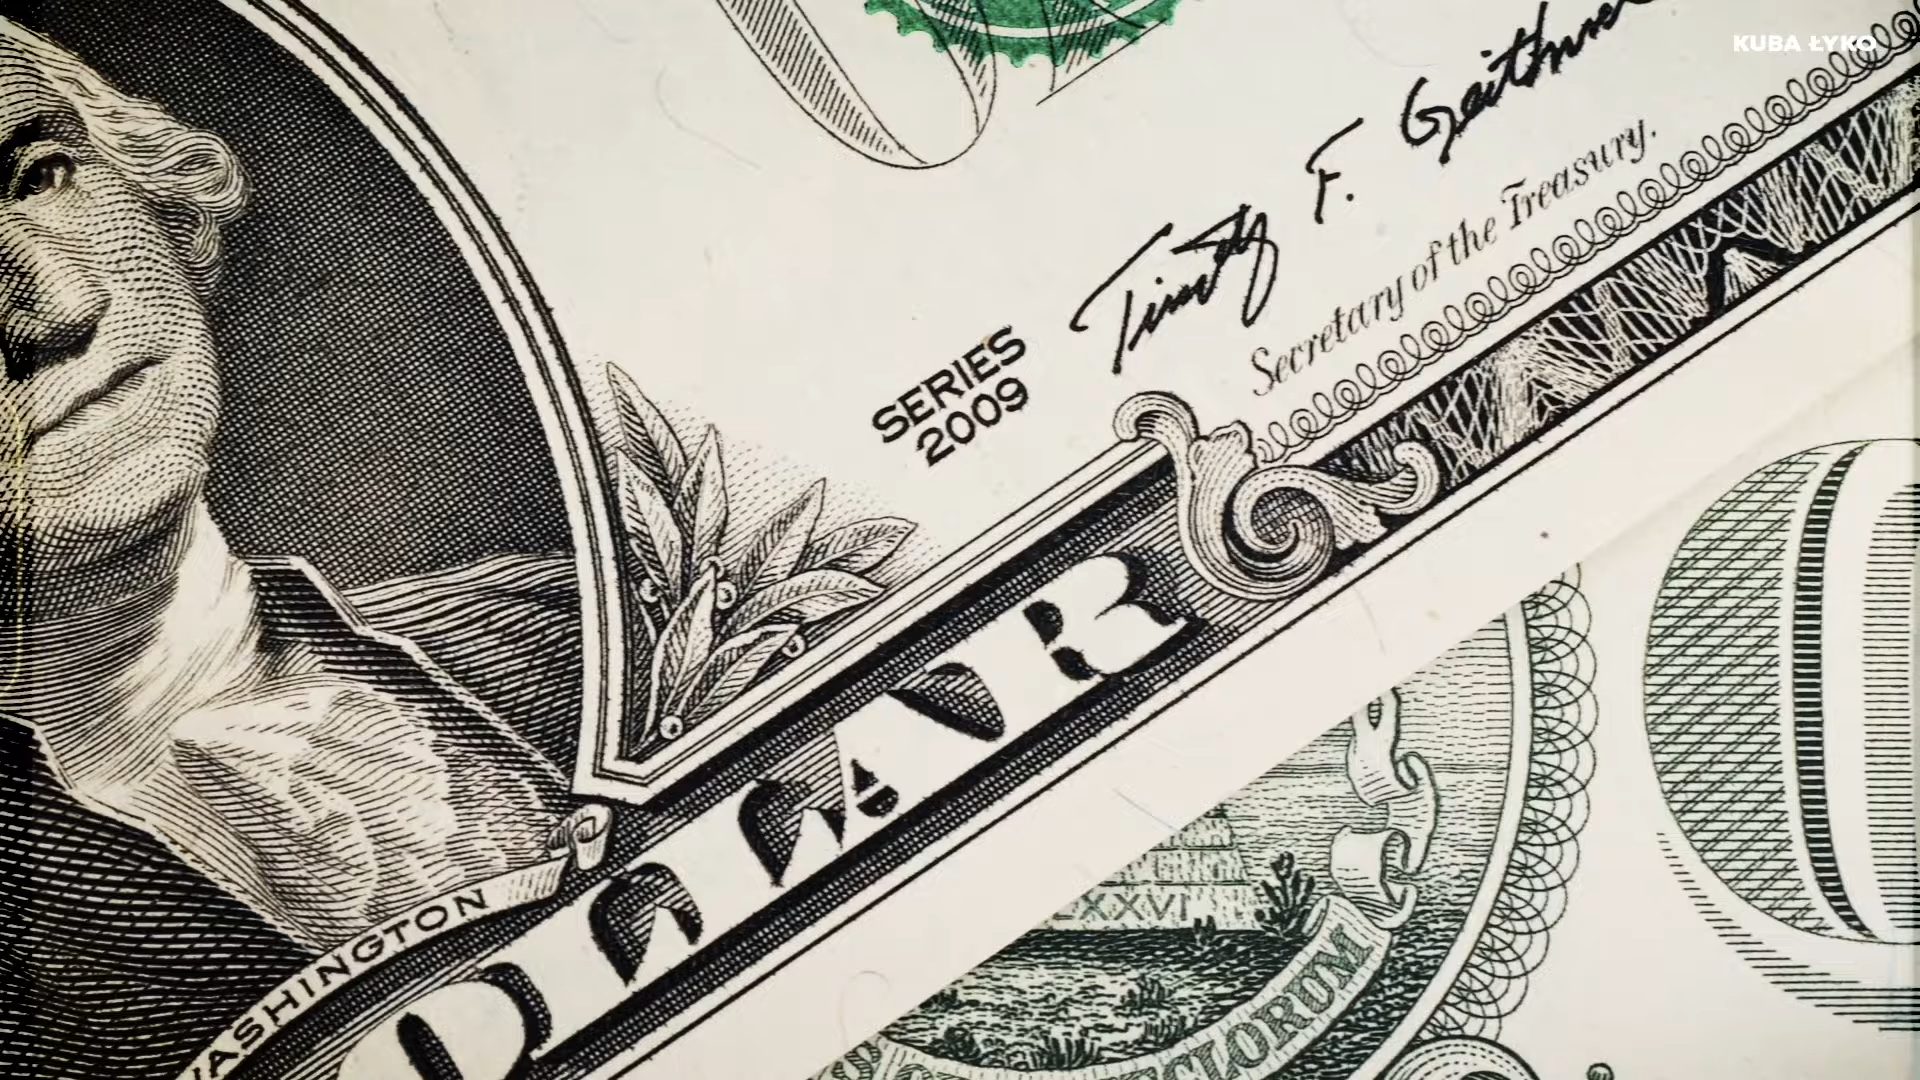 KUBA ŁYKO
Timothy F. Geithner
Secretary of the Treasury.
SERIES
2009
DOLLAR
WASHINGTON